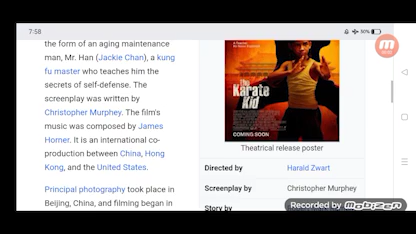 7:58
30%
the form of an aging maintenance
man, Mr. Han (Jackie Chan), a kung
fu master who teaches him the
secrets of self-defense. The
screenplay was written by
Christopher Murphey. The film's
music was composed by James
Horner. It is an international co-
production between China, Hong
Kong, and the United States.
Principal photography took place in
Beijing, China, and filming began in
The
Karate
Kid
COMING SOON
Theatrical release poster
Directed by Harald Zwart
Screenplay by Christopher Murphey
Story by
Recorded by Mobizen